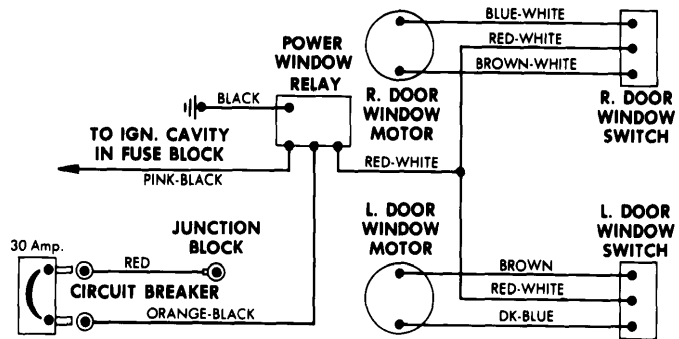 BLUE-WHITE
RED-WHITE
BROWN-WHITE
POWER
WINDOW
RELAY
R. DOOR
WINDOW
MOTOR
R. DOOR
WINDOW
SWITCH
BLACK
TO IGN. CAVITY
IN FUSE BLOCK
PINK-BLACK
RED-WHITE
L. DOOR
WINDOW
MOTOR
L. DOOR
WINDOW
SWITCH
JUNCTION
BLOCK
30 Amp.
RED
CIRCUIT BREAKER
ORANGE-BLACK
BROWN
RED-WHITE
DK-BLUE